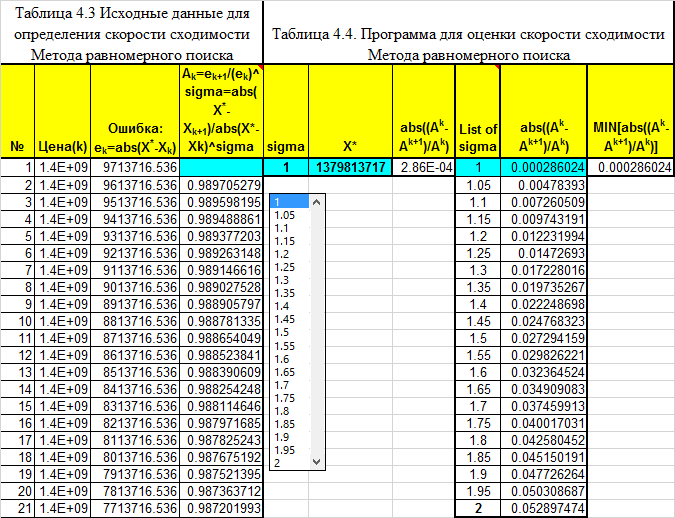 Таблица 4.3 Исходные данные для
определения скорости сходимости
Метода равномерного поиска
Таблица 4.4. Программа для оценки скорости сходимости
Метода равномерного поиска
№
Цена(k)
Ошибка:
ek=abs(X*-Xk)
Ak=ek+1/(ek)^
sigma=abs(
X*-
Xk+1)/abs(X*-
Xk)^sigma
sigma
X*
abs((Ak-
Ak+1)/Ak)
List of
sigma
abs((Ak-
Ak+1)/Ak)
MIN[abs((Ak-
Ak+1)/Ak)]
1 1.4E+09 9713716.536 1 1379813717 2.86E-04 1 0.000286024 0.000286024
2 1.4E+09 9613716.536 0.989705279 1.05 0.00478393
3 1.4E+09 9513716.536 0.989598195 1 1.1 0.007260509
4 1.4E+09 9413716.536 0.989488861 1.05 1.15 0.009743191
5 1.4E+09 9313716.536 0.989377203 1.1 1.2 0.012231994
6 1.4E+09 9213716.536 0.989263148 1.15 1.25 0.01472693
7 1.4E+09 9113716.536 0.989146616 1.2 1.3 0.017228016
8 1.4E+09 9013716.536 0.989027528 1.25 1.35 0.019735267
9 1.4E+09 8913716.536 0.988905797 1.3 1.4 0.022248698
10 1.4E+09 8813716.536 0.988781335 1.35 1.45 0.024768323
11 1.4E+09 8713716.536 0.988654049 1.4 1.5 0.027294159
12 1.4E+09 8613716.536 0.988523841 1.45 1.55 0.029826221
13 1.4E+09 8513716.536 0.988390609 1.5 1.6 0.032364524
14 1.4E+09 8413716.536 0.988254248 1.55 1.65 0.034909083
15 1.4E+09 8313716.536 0.988114646 1.6 1.7 0.037459913
16 1.4E+09 8213716.536 0.987971685 1.65 1.75 0.040017031
17 1.4E+09 8113716.536 0.987825243 1.7 1.8 0.042580452
18 1.4E+09 8013716.536 0.987675192 1.75 1.85 0.045150191
19 1.4E+09 7913716.536 0.987521395 1.8 1.9 0.047726264
20 1.4E+09 7813716.536 0.987363712 1.85 1.95 0.050308687
21 1.4E+09 7713716.536 0.987201993 1.9 2 0.052897474
1.95
2